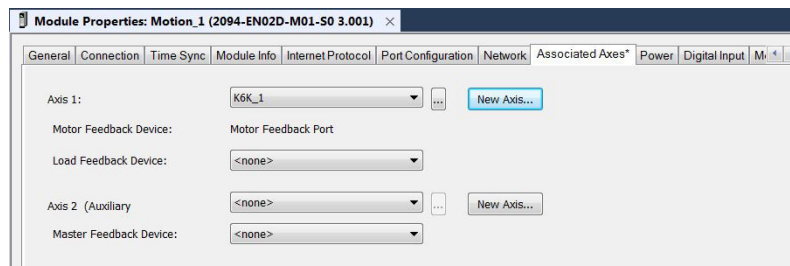 Module Properties: Motion_1 (2094-EN02D-M01-S0 3.001) ×
General Connection Time Sync Module Info Internet Protocol Port Configuration Network Associated Axes* Power Digital Input
Axis 1: K6K_1 ... New Axis...
Motor Feedback Device: Motor Feedback Port
Load Feedback Device: <none>
Axis 2 (Auxiliary <none> ... New Axis...
Master Feedback Device: <none>